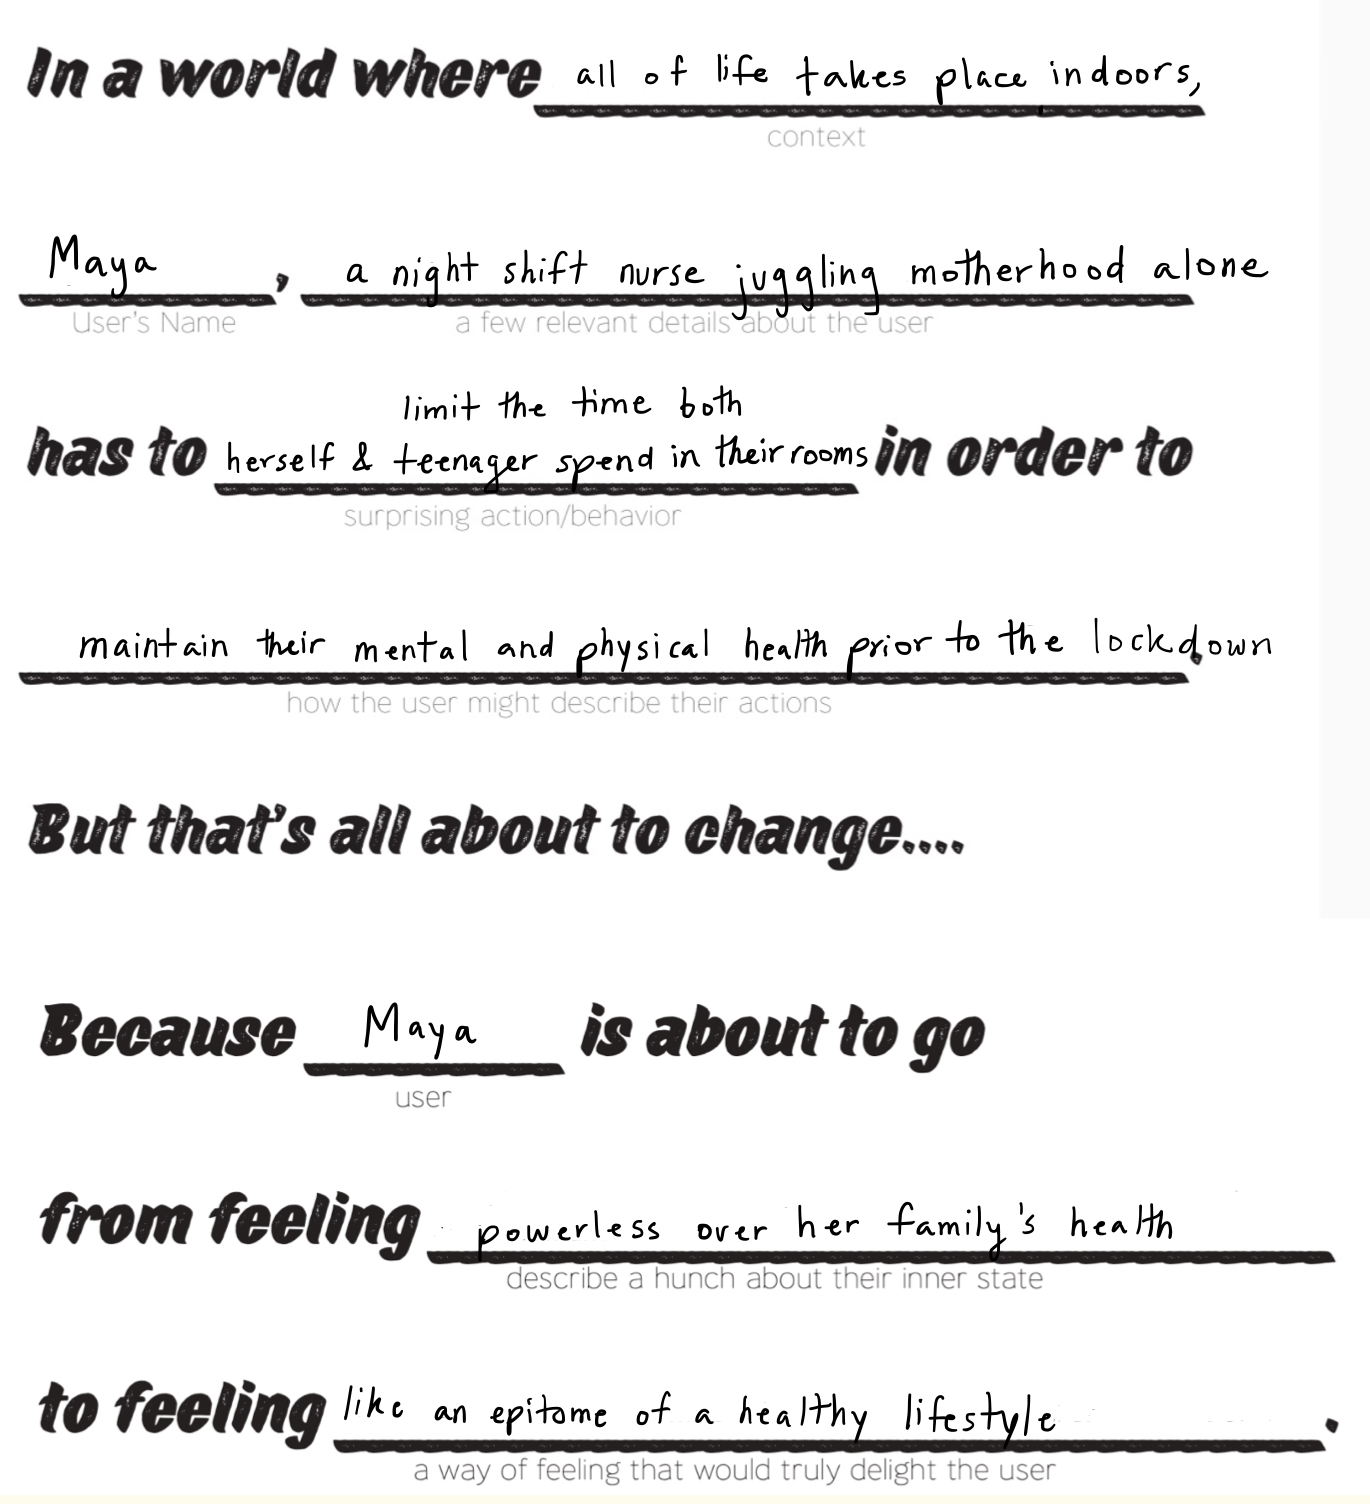 In a world where all of life takes place indoors,
context
Maya, a night shift nurse juggling motherhood alone
User's Name a few relevant details about the user
limit the time both
has to herself & teenager spend in their rooms in order to
surprising action/behavior
maintain their mental and physical health prior to the lockdown.
how the user might describe their actions
But that's all about to change....
Because Maya is about to go
user
from feeling powerless over her family's health
describe a hunch about their inner state
to feeling like an epitome of a healthy lifestyle.
a way of feeling that would truly delight the user